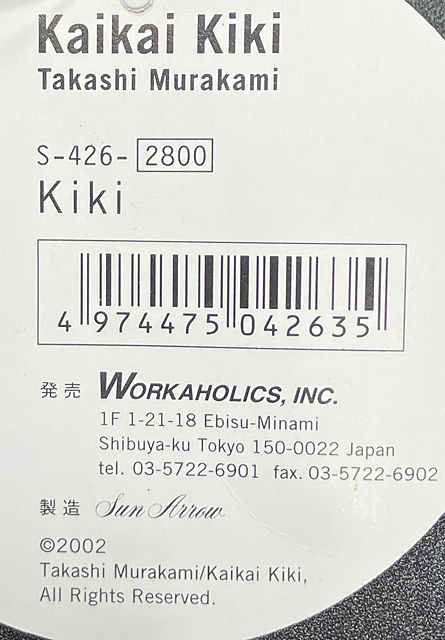 Kaikai Kiki
Takashi Murakami
S-426-2800
Kiki
4 974475 042635
発売 WORKAHOLICS, INC.
1F 1-21-18 Ebisu-Minami
Shibuya-ku Tokyo 150-0022 Japan
tel. 03-5722-6901 fax. 03-5722-6902
製造 Sun Arrow
©2002
Takashi Murakami/Kaikai Kiki,
All Rights Reserved.